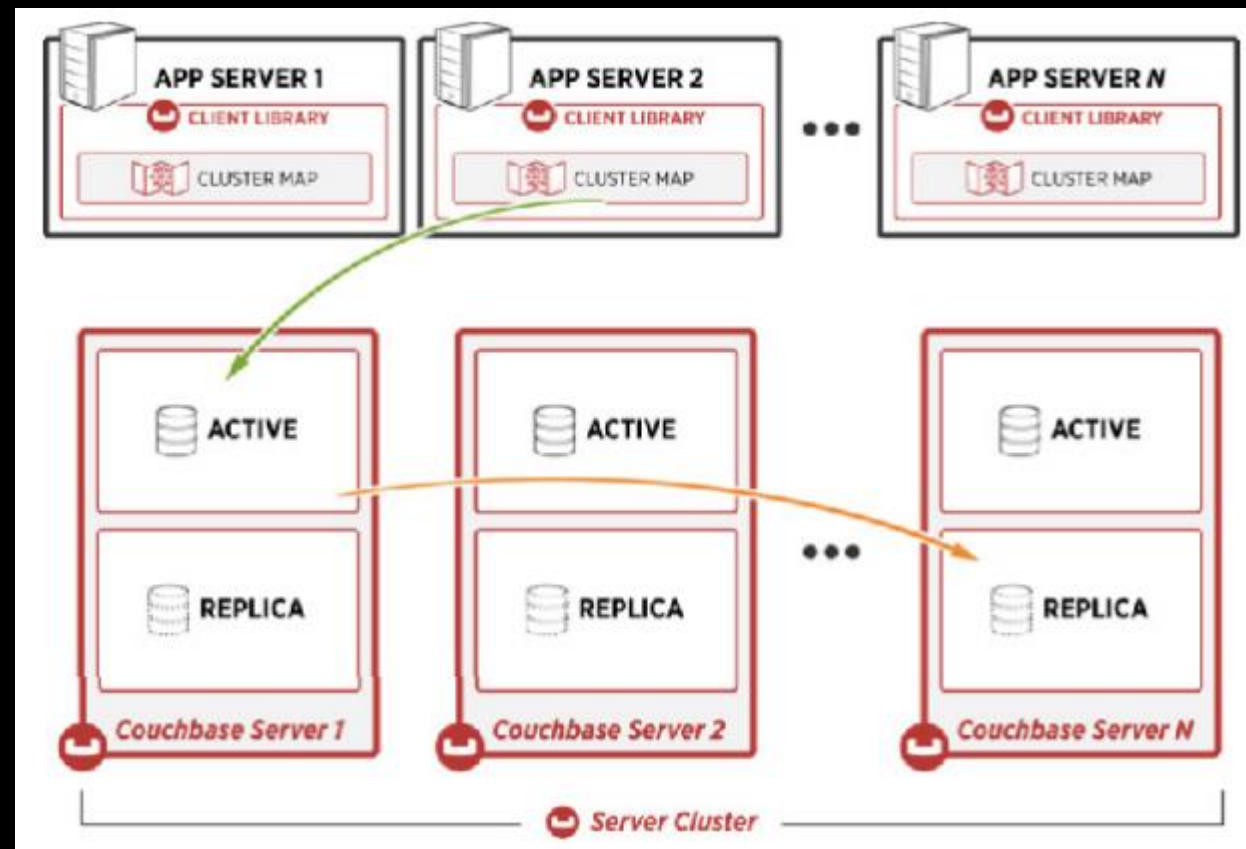 APP SERVER 1
CLIENT LIBRARY
CLUSTER MAP
APP SERVER 2
CLIENT LIBRARY
CLUSTER MAP
APP SERVER N
CLIENT LIBRARY
CLUSTER MAP
ACTIVE
REPLICA
Couchbase Server 1
ACTIVE
REPLICA
Couchbase Server 2
ACTIVE
REPLICA
Couchbase Server N
Server Cluster